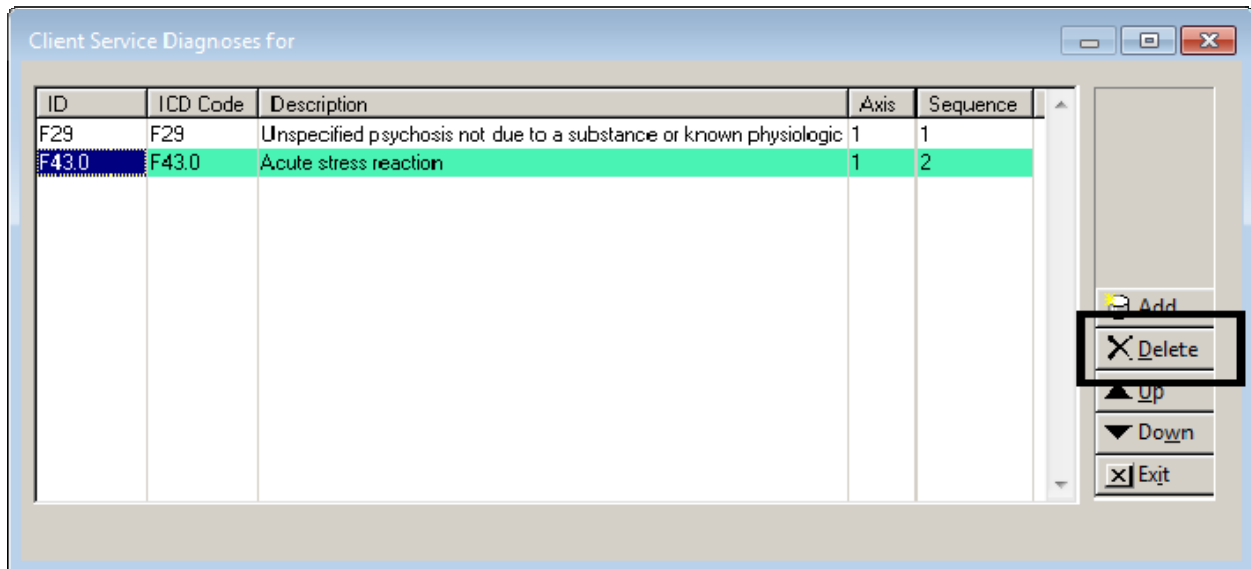 Client Service Diagnoses for
ID ICD Code Description Axis Sequence
F29 F29 Unspecified psychosis not due to a substance or known physiologic 1 1
F43.0 F43.0 Acute stress reaction 1 2
Add
Delete
Up
Down
Exit